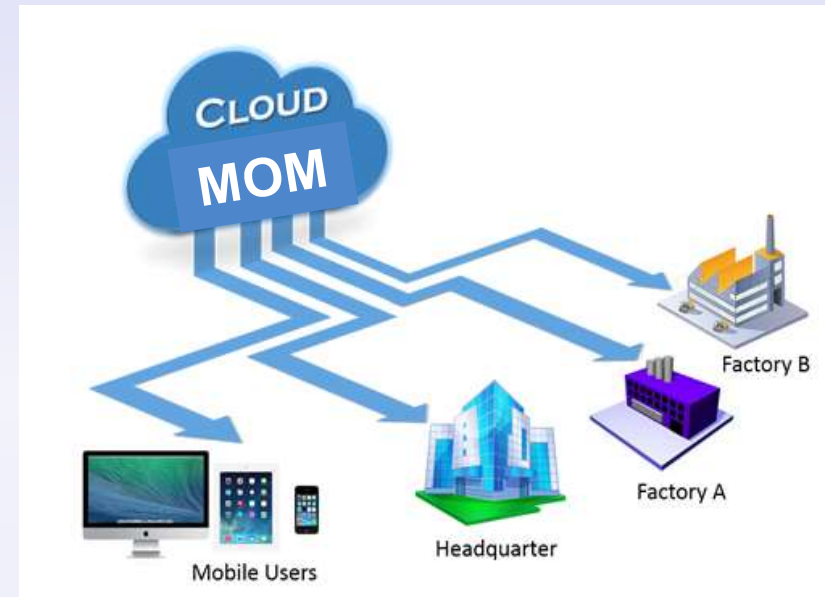 CLOUD
MOM
Factory B
Factory A
Headquarter
Mobile Users